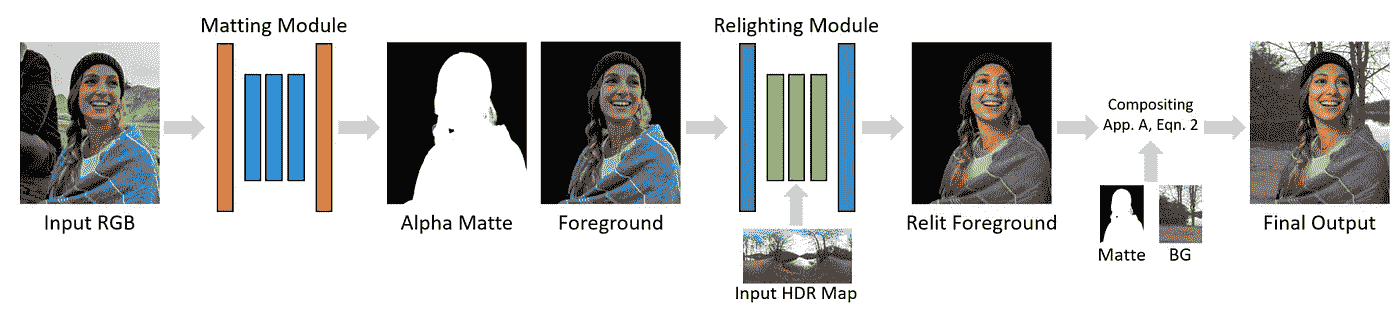 Matting Module
Relighting Module
Input RGB
Alpha Matte
Foreground
Input HDR Map
Relit Foreground
Compositing
App. A, Eqn. 2
Matte
BG
Final Output